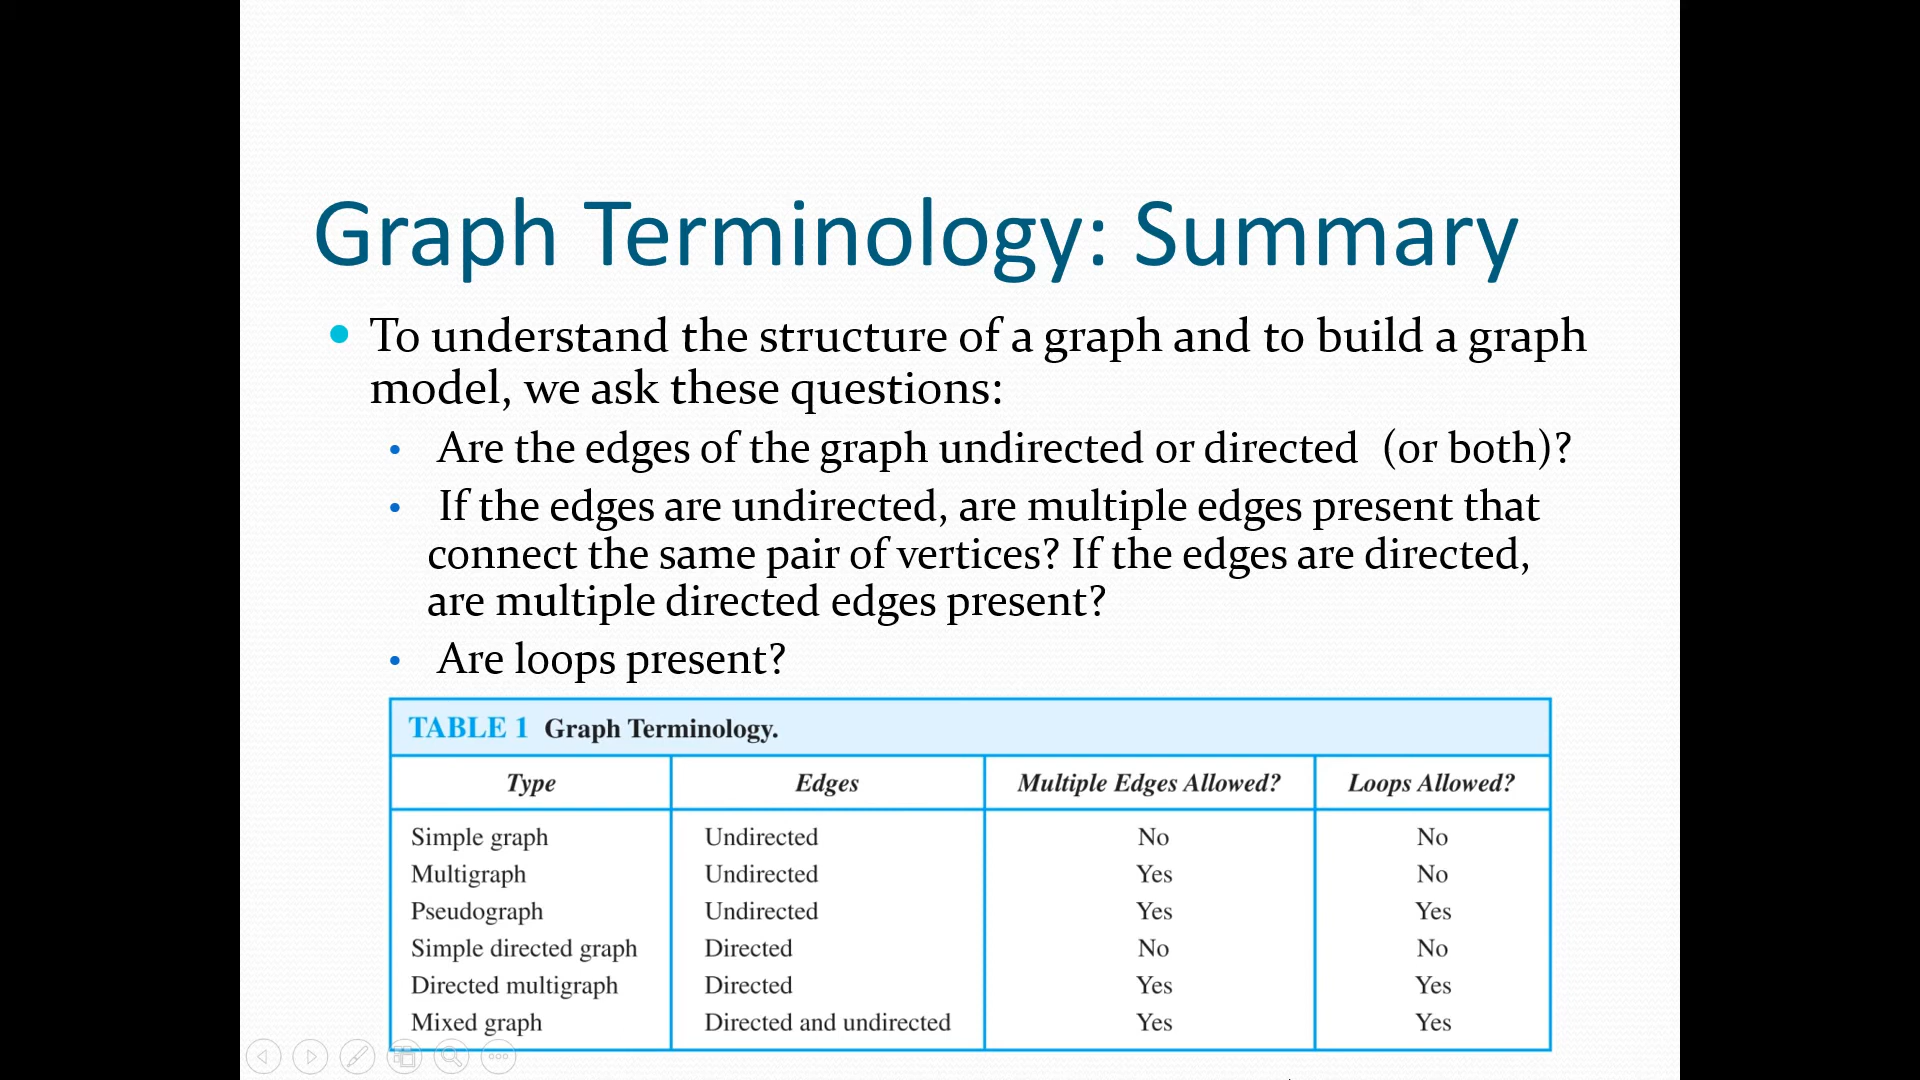 Graph Terminology: Summary
To understand the structure of a graph and to build a graph
model, we ask these questions:
Are the edges of the graph undirected or directed (or both)?
If the edges are undirected, are multiple edges present that
connect the same pair of vertices? If the edges are directed,
are multiple directed edges present?
Are loops present?
TABLE 1 Graph Terminology.
Type Edges Multiple Edges Allowed? Loops Allowed?
Simple graph Undirected No No
Multigraph Undirected Yes No
Pseudograph Undirected Yes Yes
Simple directed graph Directed No No
Directed multigraph Directed Yes Yes
Mixed graph Directed and undirected Yes Yes